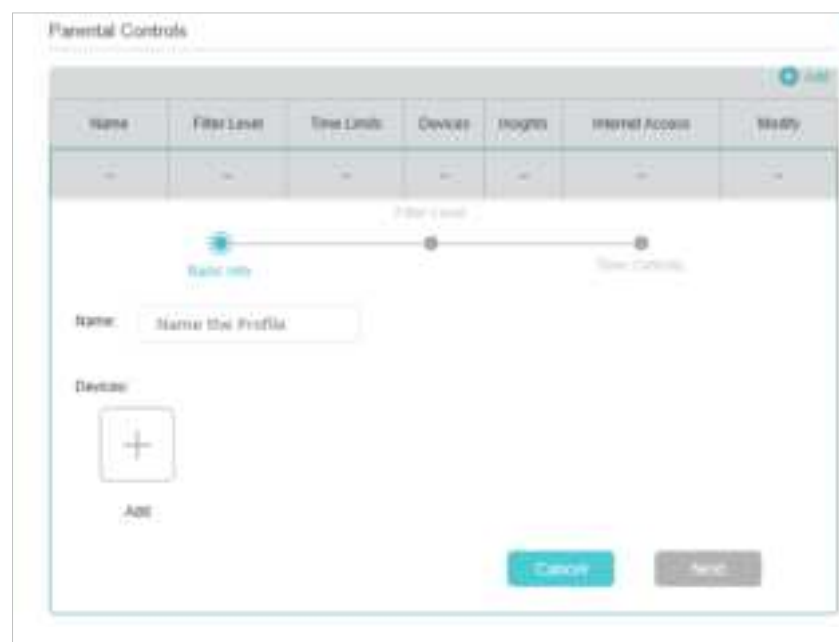 Parental Controls
Add
Name Filter Level Time Limits Devices Insights Internet Access Modify
-- -- -- -- -- -- --
Filter Level
Basic Info
Time Controls
Name: Name the Profile
Devices:
Add
Cancel Next